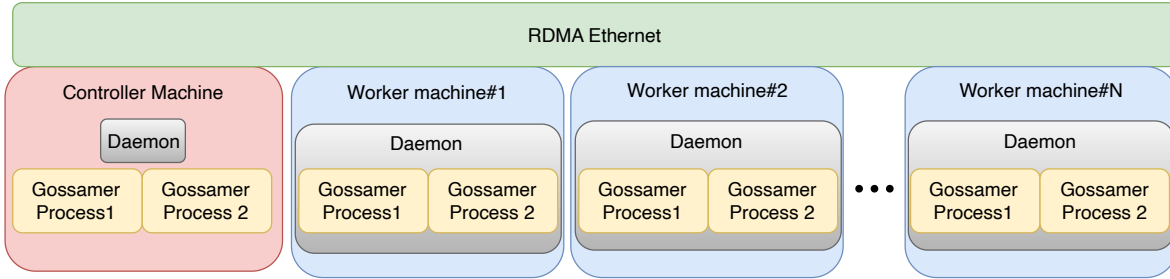 RDMA Ethernet
Controller Machine
Daemon
Gossamer
Process1
Gossamer
Process 2
Worker machine#1
Daemon
Gossamer
Process1
Gossamer
Process 2
Worker machine#2
Daemon
Gossamer
Process1
Gossamer
Process 2
Worker machine#N
Daemon
Gossamer
Process1
Gossamer
Process 2